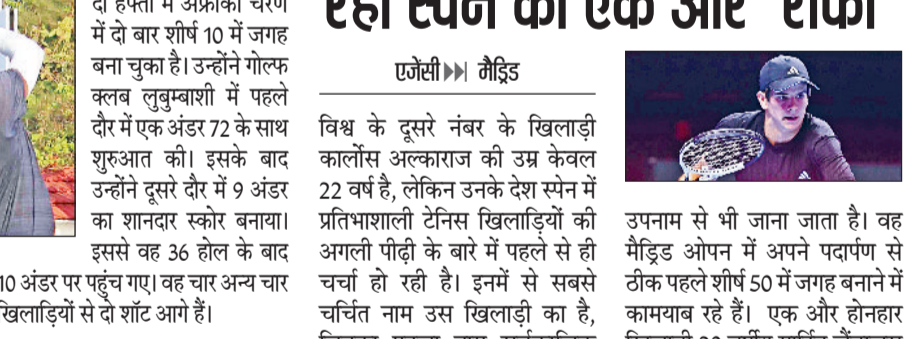 दो हफ्तों में अफ्रीकी चरण
में दो बार शीर्ष 10 में जगह
बना चुका है। उन्होंने गोल्फ
क्लब लुबुम्बाशी में पहले
दौर में एक अंडर 72 के साथ
शुरुआत की। इसके बाद
उन्होंने दूसरे दौर में 9 अंडर
का शानदार स्कोर बनाया।
इससे वह 36 होल के बाद
10 अंडर पर पहुंच गए। वह चार अन्य चार
खिलाड़ियों से दो शॉट आगे हैं।
रहा स्पेन को एक और 'राफा'
एजेंसी मैड्रिड
विश्व के दूसरे नंबर के खिलाड़ी
कार्लोस अल्काराज की उम्र केवल
22 वर्ष है, लेकिन उनके देश स्पेन में
प्रतिभाशाली टेनिस खिलाड़ियों की
अगली पीढ़ी के बारे में पहले से ही
चर्चा हो रही है। इनमें से सबसे
चर्चित नाम उस खिलाड़ी का है,
उपनाम से भी जाना जाता है। वह
मैड्रिड ओपन में अपने पदार्पण से
ठीक पहले शीर्ष 50 में जगह बनाने में
कामयाब रहे हैं। एक और होनहार